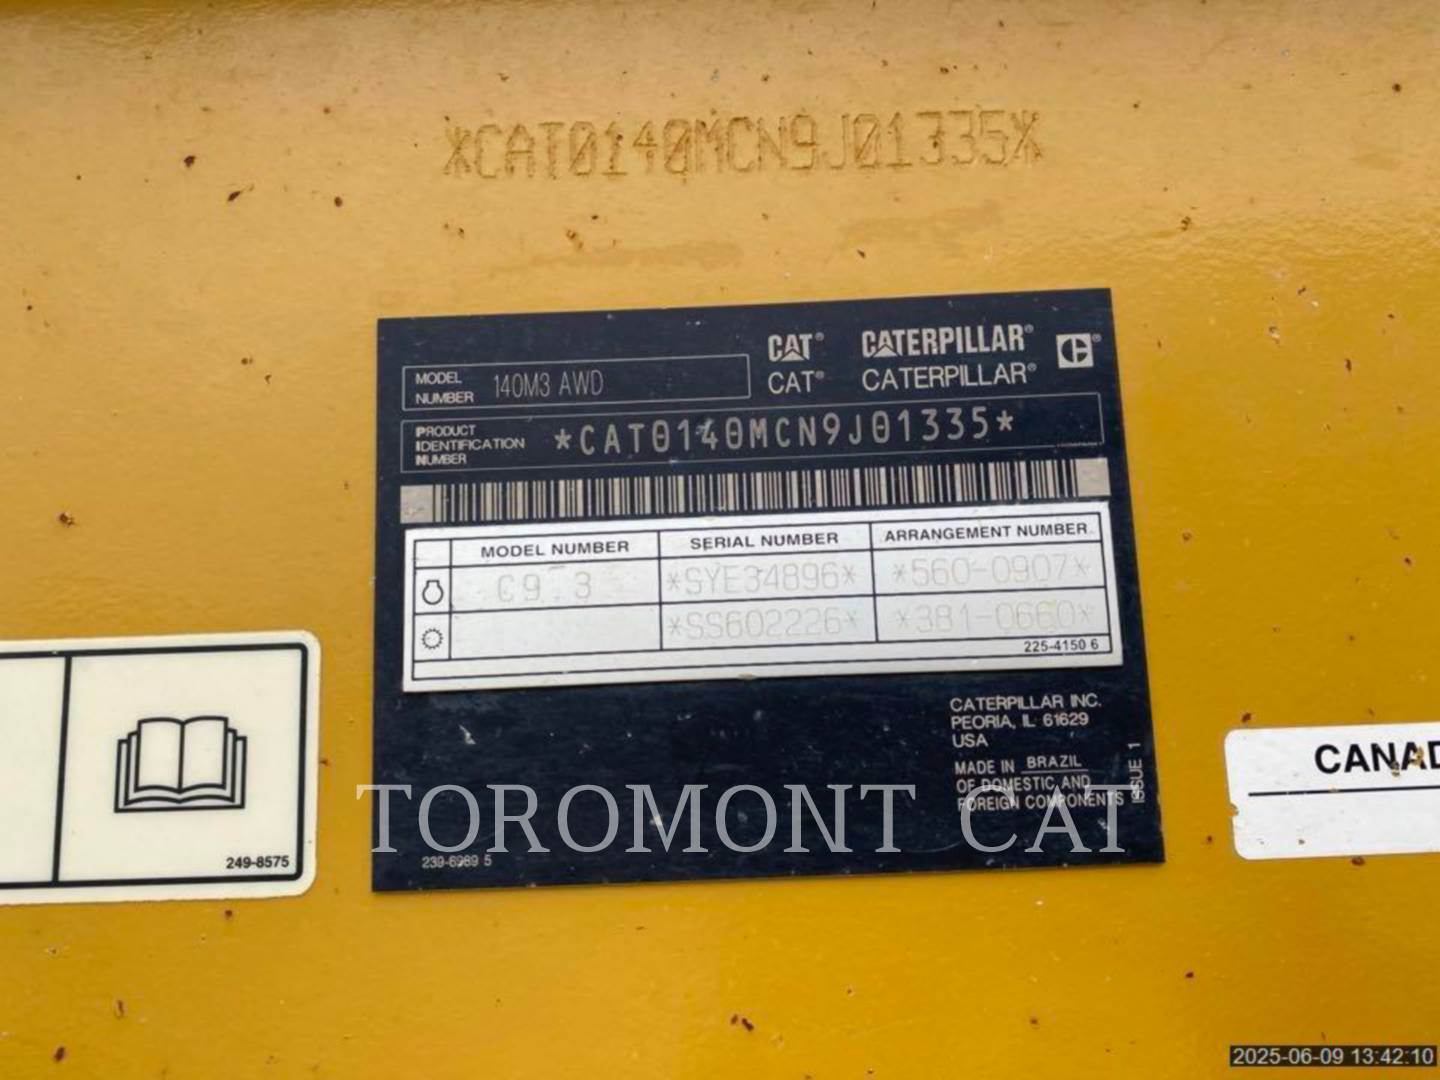 *CAT0140MCN9J01335*
CAT® CATERPILLAR®
CAT® CATERPILLAR®
MODEL NUMBER 140M3 AWD
PRODUCT IDENTIFICATION NUMBER *CAT0140MCN9J01335*
MODEL NUMBER SERIAL NUMBER ARRANGEMENT NUMBER
C9.3 *SYE34896* *560-0907*
*SS602226* *381-0660*
225-4150 6
CATERPILLAR INC.
PEORIA, IL 61629
USA
MADE IN BRAZIL
OF DOMESTIC AND
FOREIGN COMPONENTS
ISSUE 1
239-6989 5
249-8575
CANAD
TOROMONT CAT
2025-06-09 13:42:10